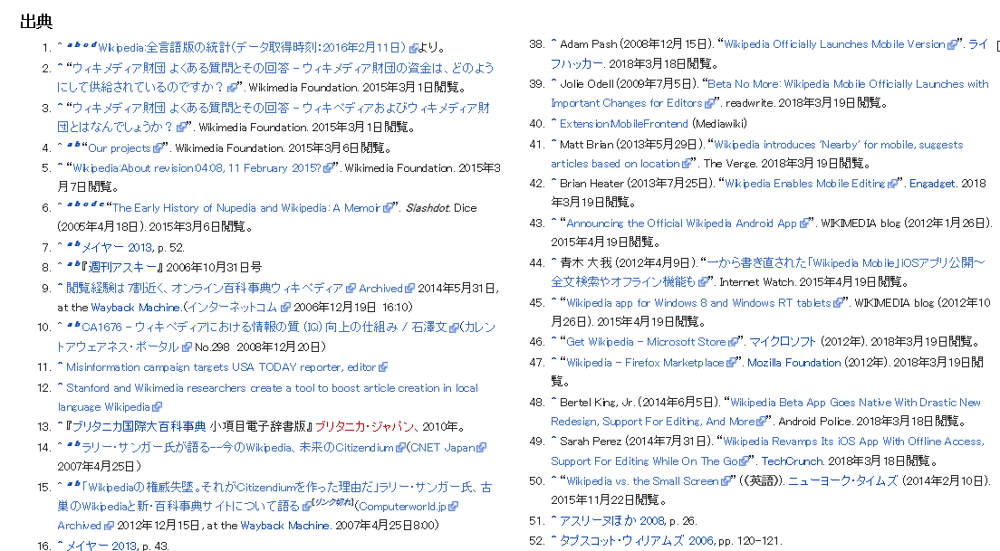 出典
1. ^ a b c d Wikipedia:全言語版の統計(データ取得時刻：2016年2月11日) より。
2. ^ “ウィキメディア財団 よくある質問とその回答 - ウィキメディア財団の資金は、どのよう
にして供給されているのですか？”. Wikimedia Foundation. 2015年3月1日閲覧。
3. ^ “ウィキメディア財団 よくある質問とその回答 - ウィキペディアおよびウィキメディア財
団とはなんでしょうか？”. Wikimedia Foundation. 2015年3月1日閲覧。
4. ^ a b “Our projects”. Wikimedia Foundation. 2015年3月6日閲覧。
5. ^ “Wikipedia:About revision:04:08, 11 February 2015?”. Wikimedia Foundation. 2015年3
月7日閲覧。
6. ^ a b c d e “The Early History of Nupedia and Wikipedia: A Memoir”. Slashdot. Dice
(2005年4月18日). 2015年3月6日閲覧。
7. ^ a b メイヤー 2013, p. 52.
8. ^ a b 『週刊アスキー』 2006年10月31日号
9. ^ 閲覧経験は7割近く、オンライン百科事典ウィキペディア Archived 2014年5月31日,
at the Wayback Machine.(インターネットコム 2006年12月19日 16:10)
10. ^ a b CA1676 - ウィキペディアにおける情報の質 (IQ) 向上の仕組み / 石澤文 (カレン
トアウェアネス・ポータル No.298 2008年12月20日)
11. ^ Misinformation campaign targets USA TODAY reporter, editor
12. ^ Stanford and Wikimedia researchers create a tool to boost article creation in local
language Wikipedia
13. ^ 『ブリタニカ国際大百科事典 小項目電子辞書版』 ブリタニカ・ジャパン、2010年。
14. ^ a b ラリー・サンガー氏が語る--今のWikipedia、未来のCitizendium (CNET Japan
2007年4月25日)
15. ^ a b 「Wikipediaの権威失墜。それがCitizendiumを作った理由だ」ラリー・サンガー氏、古
巣のWikipediaと新・百科事典サイトについて語る [リンク切れ] (Computerworld.jp
Archived 2012年12月15日, at the Wayback Machine. 2007年4月25日8:00)
16. ^ メイヤー 2013, p. 43.
38. ^ Adam Pash (2008年12月15日). “Wikipedia Officially Launches Mobile Version”. ライ
フハッカー. 2018年3月18日閲覧。
39. ^ Jolie Odell (2009年7月5日). “Beta No More: Wikipedia Mobile Officially Launches with
Important Changes for Editors”. readwrite. 2018年3月19日閲覧。
40. ^ ExtensionMobileFrontend (Mediawiki)
41. ^ Matt Brian (2013年5月29日). “Wikipedia introduces 'Nearby' for mobile, suggests
articles based on location”. The Verge. 2018年3月19日閲覧。
42. ^ Brian Heater (2013年7月25日). “Wikipedia Enables Mobile Editing”. Engadget. 2018
年3月19日閲覧。
43. ^ “Announcing the Official Wikipedia Android App”. WIKIMEDIA blog (2012年1月26日).
2015年4月19日閲覧。
44. ^ 青木 大我 (2012年4月9日). “一から書き直された「Wikipedia Mobile」iOSアプリ公開～
全文検索やオフライン機能も”. Internet Watch. 2015年4月19日閲覧。
45. ^ “Wikipedia app for Windows 8 and Windows RT tablets”. WIKIMEDIA blog (2012年10
月26日). 2015年4月19日閲覧。
46. ^ “Get Wikipedia - Microsoft Store”. マイクロソフト (2012年). 2018年3月19日閲覧。
47. ^ “Wikipedia - Firefox Marketplace”. Mozilla Foundation (2012年). 2018年3月19日閲
覧。
48. ^ Bertel King, Jr. (2014年6月5日). “Wikipedia Beta App Goes Native With Drastic New
Redesign, Support For Editing, And More”. Android Police. 2018年3月18日閲覧。
49. ^ Sarah Perez (2014年7月31日). “Wikipedia Revamps Its iOS App With Offline Access,
Support For Editing While On The Go”. TechCrunch. 2018年3月18日閲覧。
50. ^ “Wikipedia vs. the Small Screen” ((英語)). ニューヨーク・タイムズ (2014年2月10日).
2015年11月22日閲覧。
51. ^ アスリーヌほか 2008, p. 26.
52. ^ タプスコット・ウィリアムズ 2006, pp. 120-121.